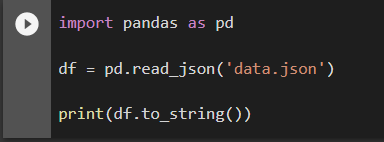 import pandas as pd
df = pd.read_json('data.json')
print(df.to_string())